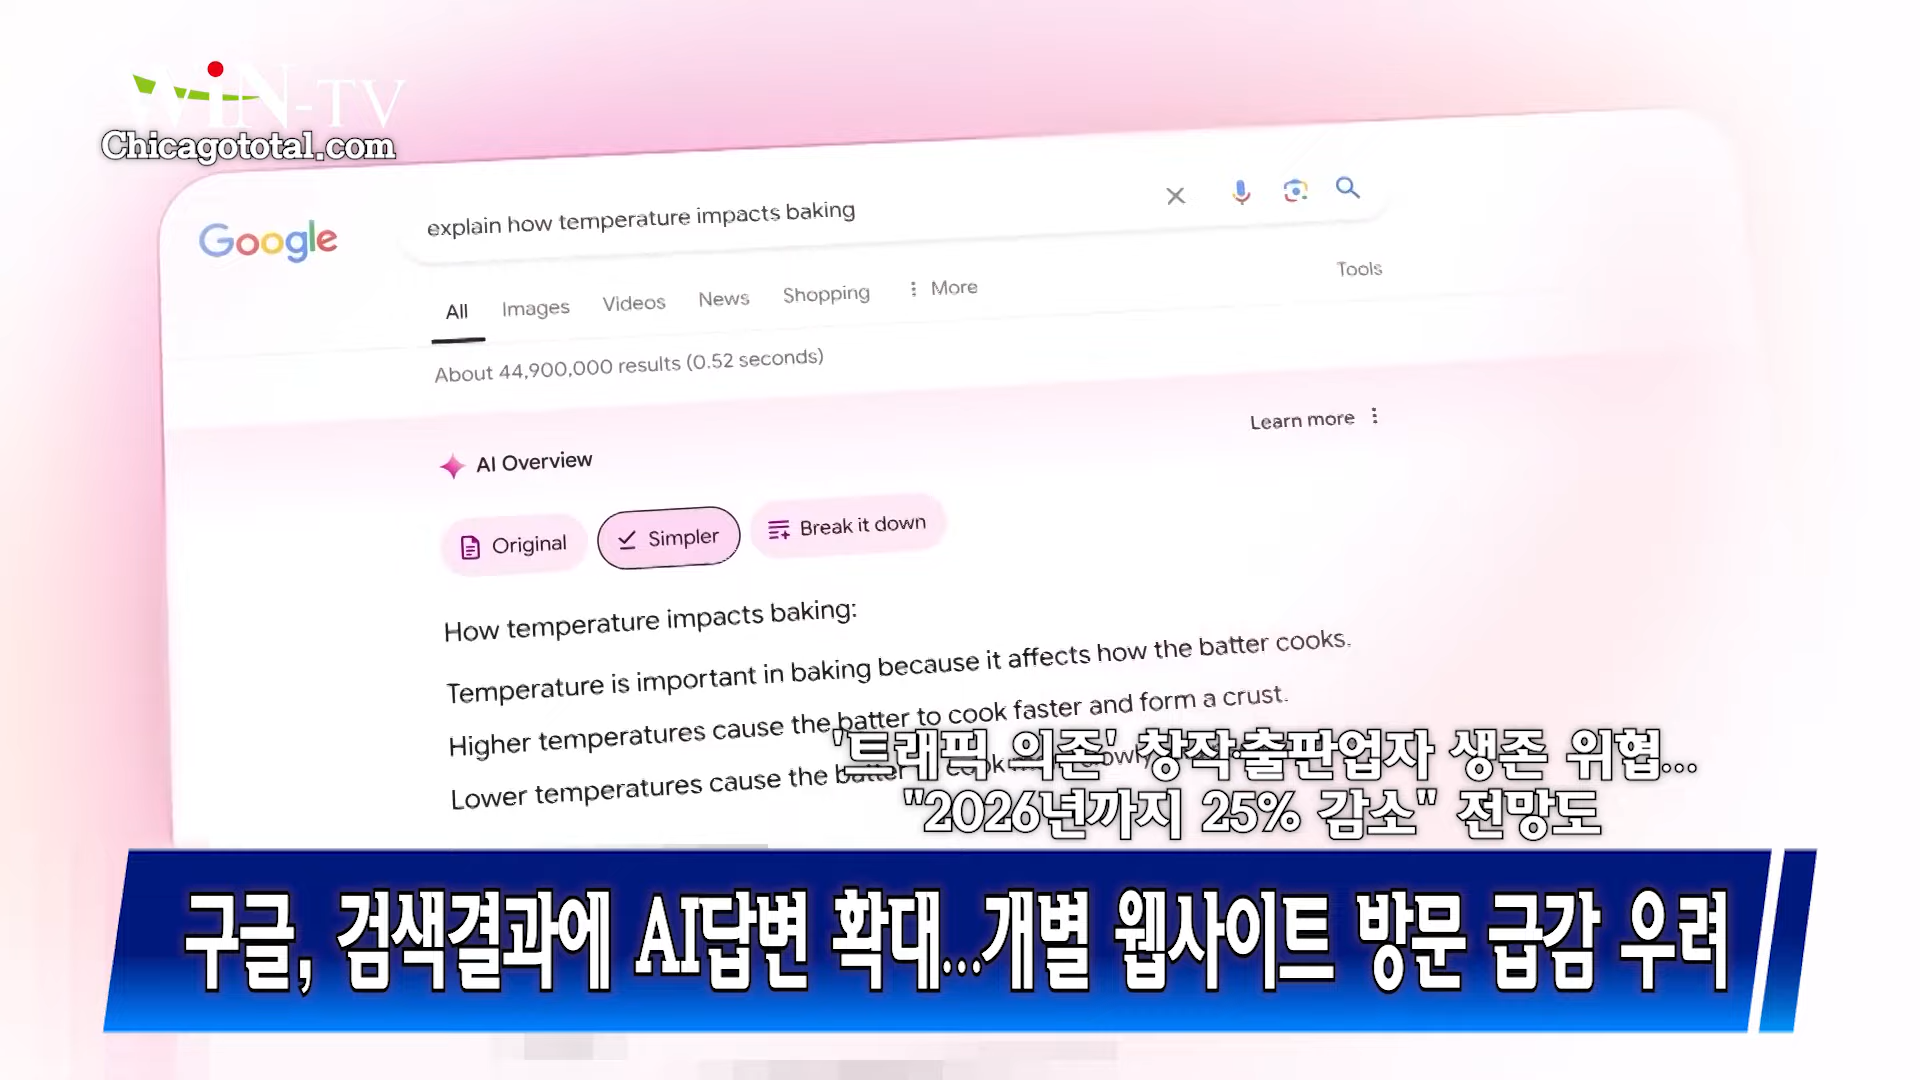 WiN-TV
Chicagototal.com
Google
explain how temperature impacts baking
All Images Videos News Shopping More Tools
About 44,900,000 results (0.52 seconds)
Learn more
AI Overview
Original Simpler Break it down
How temperature impacts baking:
Temperature is important in baking because it affects how the batter cooks.
Higher temperatures cause the batter to cook faster and form a crust.
Lower temperatures cause the batter
'트래픽 의존' 창작·출판업자 생존 위협...
"2026년까지 25% 감소" 전망도
구글, 검색결과에 AI답변 확대...개별 웹사이트 방문 급감 우려